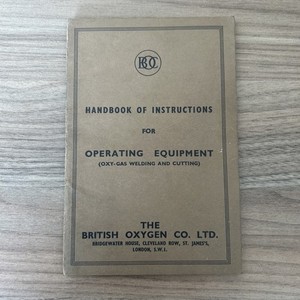 BOC
HANDBOOK OF INSTRUCTIONS
FOR
OPERATING EQUIPMENT
(OXY-GAS WELDING AND CUTTING)
THE
BRITISH OXYGEN CO. LTD.
BRIDGEWATER HOUSE, CLEVELAND ROW, ST. JAMES'S,
LONDON, S.W.1.